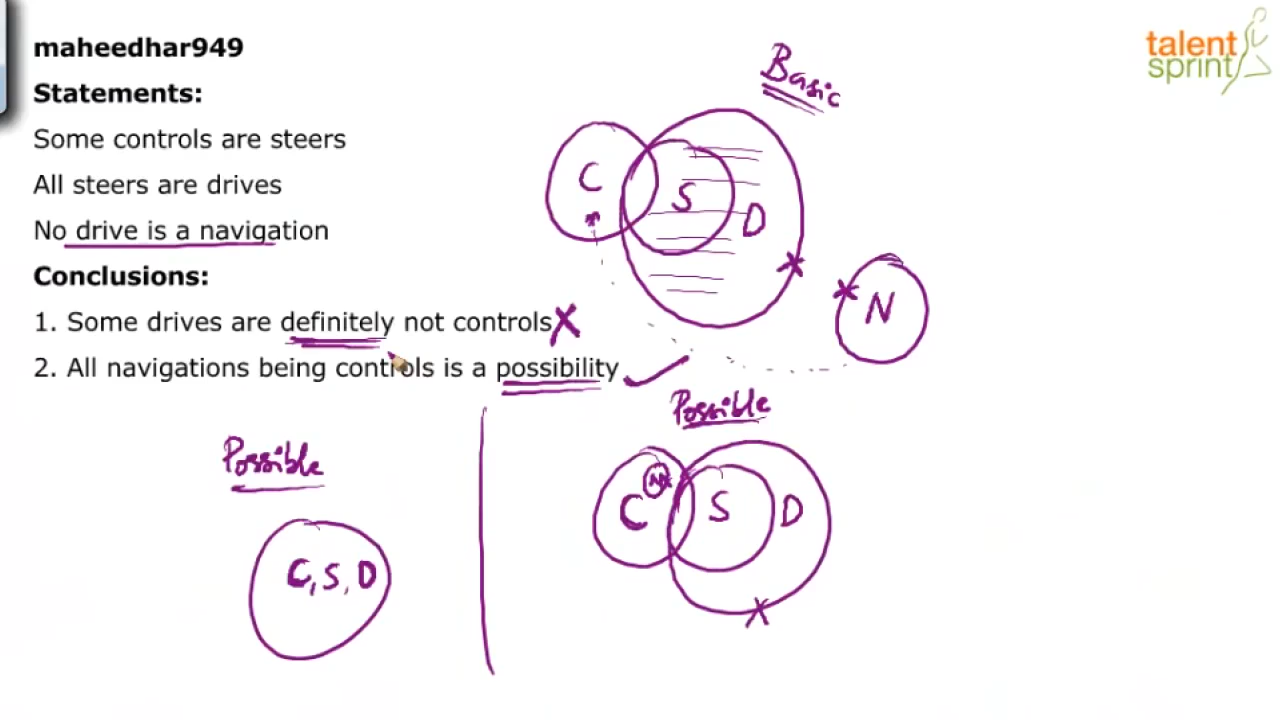 maheedhar949
talent
sprint
Statements:
Basic
Some controls are steers
All steers are drives
C
S
D
No drive is a navigation
Conclusions:
N
1. Some drives are definitely not controls X
2. All navigations being controls is a possibility ✓
Possible
Possible
C
N
S
D
C, S, D